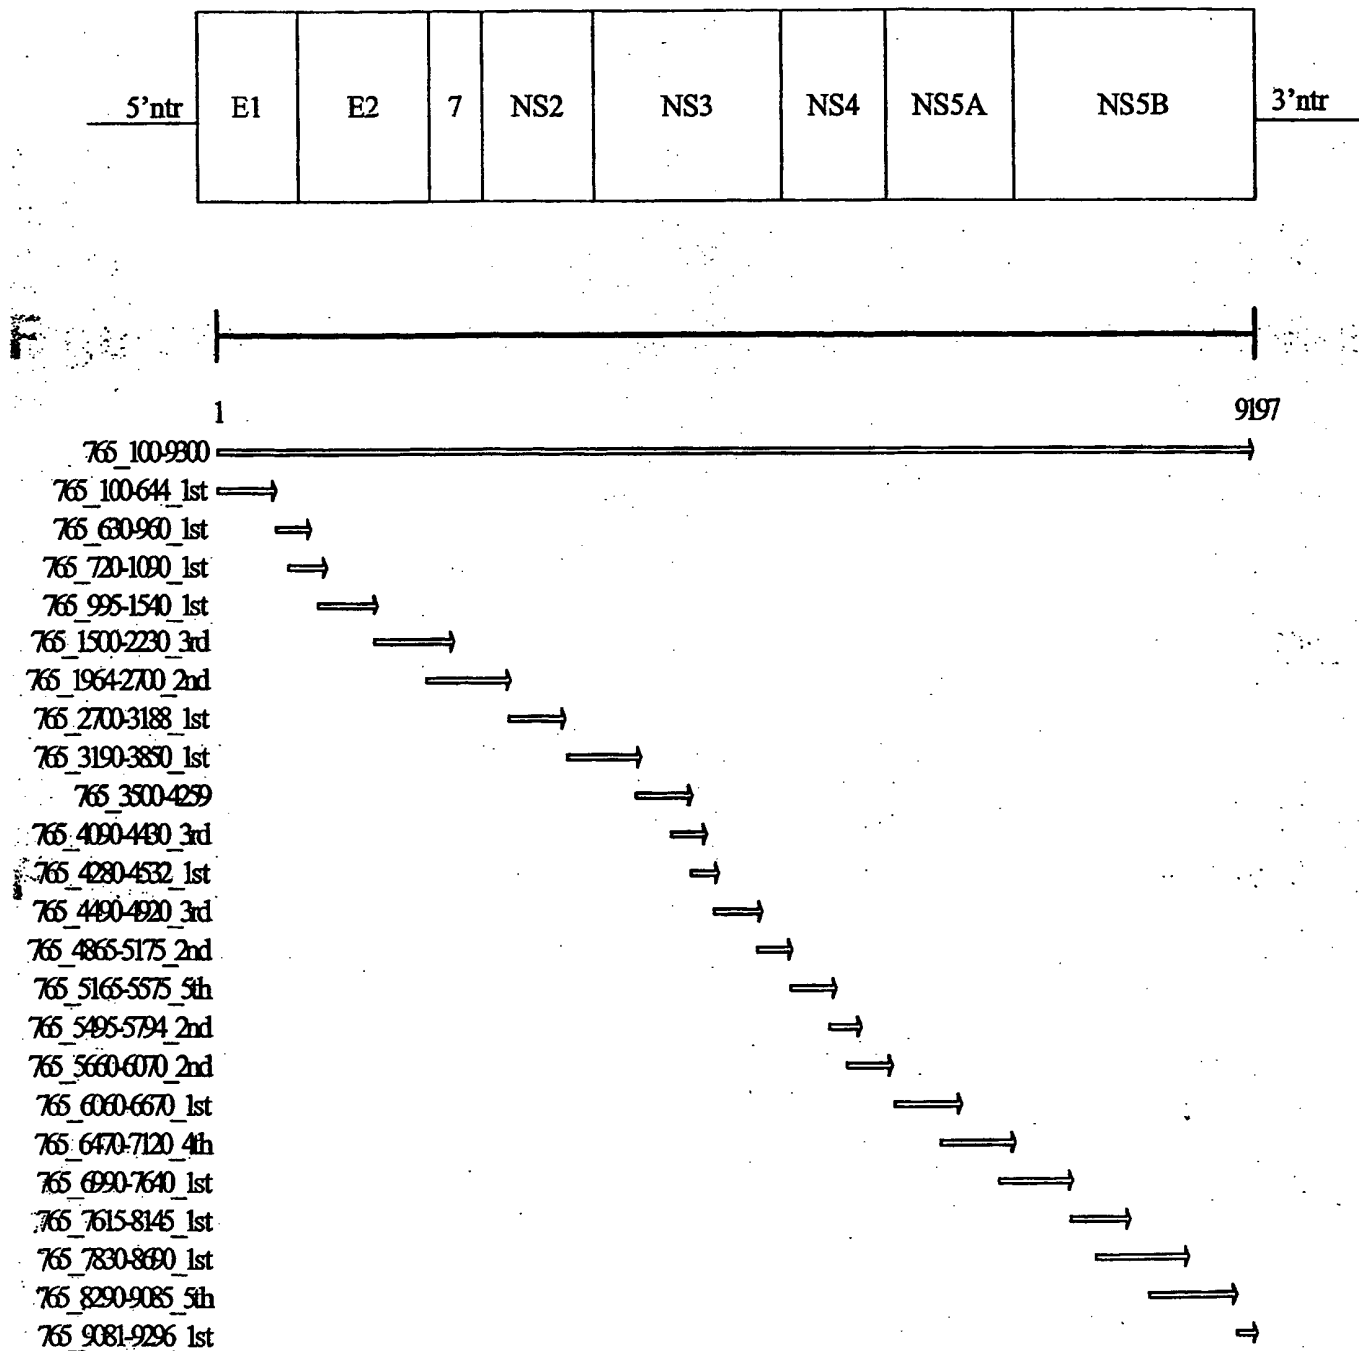 5'ntr E1 E2 7 NS2 NS3 NS4 NS5A NS5B 3'ntr
1 9197
765_100-9300
765_100-644_1st
765_630-960_1st
765_720-1090_1st
765_995-1540_1st
765_1500-2230_3rd
765_1964-2700_2nd
765_2700-3188_1st
765_3190-3850_1st
765_3500-4259
765_4090-4430_3rd
765_4280-4532_1st
765_4490-4920_3rd
765_4865-5175_2nd
765_5165-5575_5th
765_5495-5794_2nd
765_5660-6070_2nd
765_6060-6670_1st
765_6470-7120_4th
765_6990-7640_1st
765_7615-8145_1st
765_7830-8690_1st
765_8290-9085_5th
765_9081-9296_1st